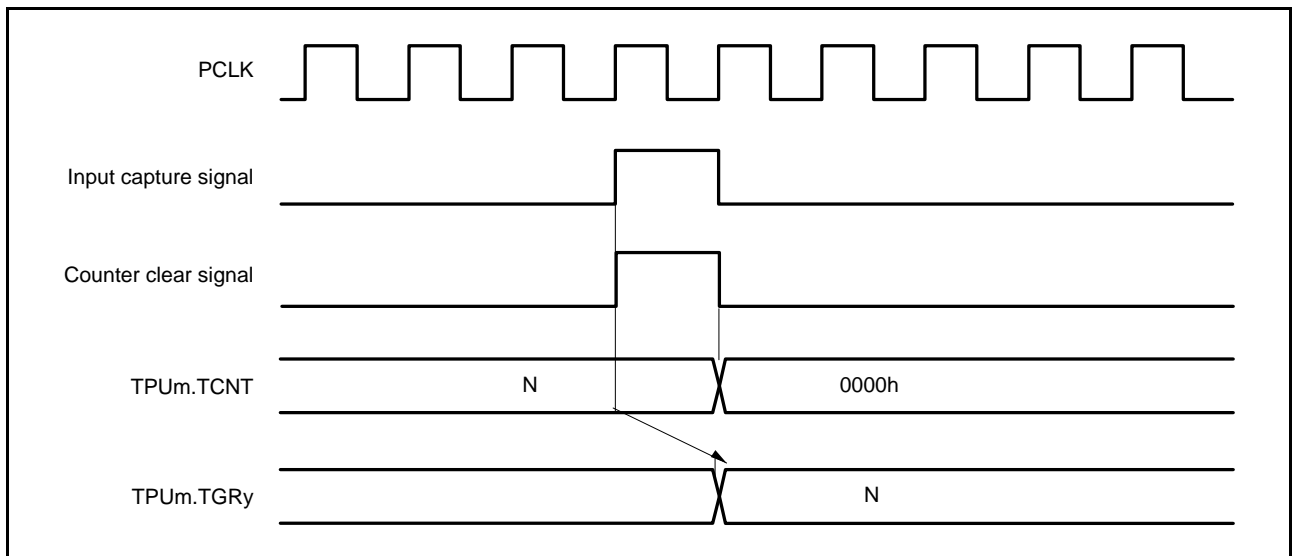 PCLK
Input capture signal
Counter clear signal
TPUm.TCNT
N
0000h
TPUm.TGRy
N